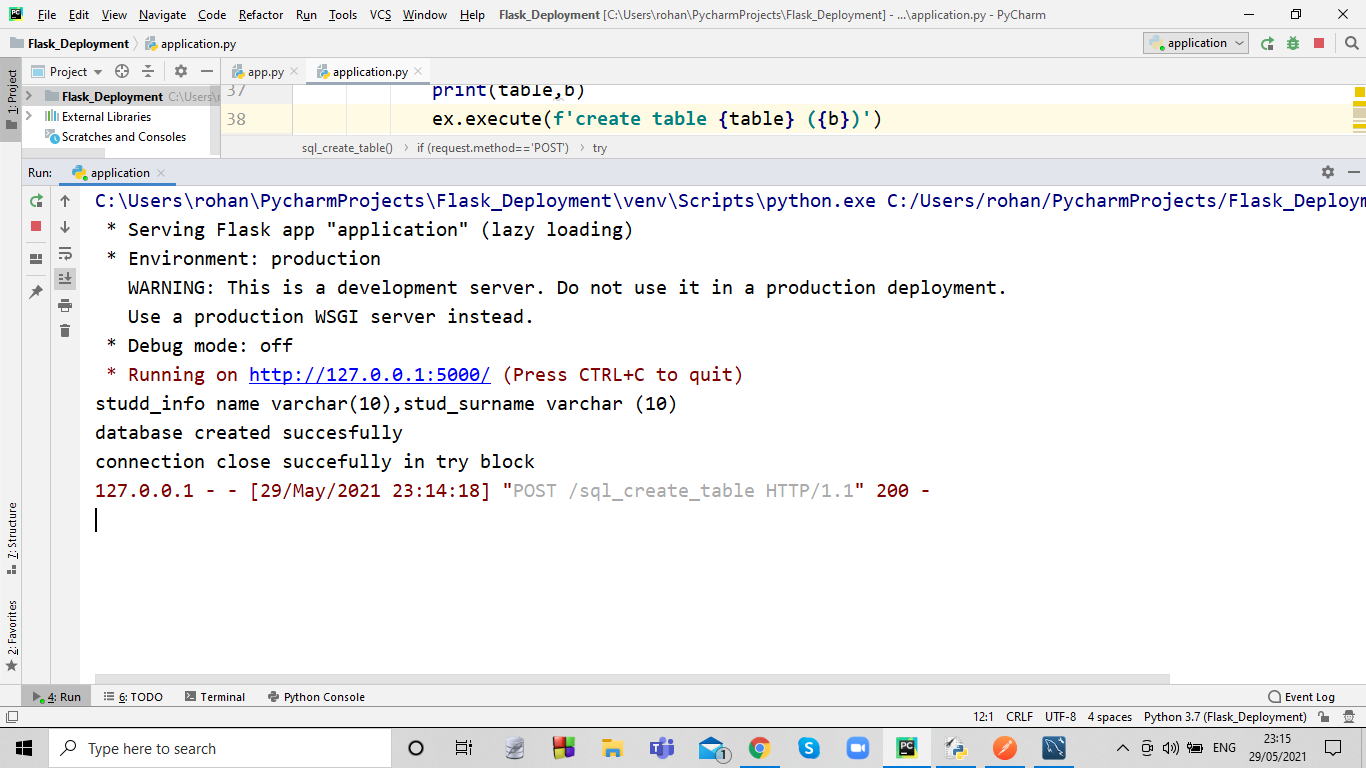 File Edit View Navigate Code Refactor Run Tools VCS Window Help Flask_Deployment [C:\Users\rohan\PycharmProjects\Flask_Deployment] - ...\application.py - PyCharm
Flask_Deployment application.py application
1: Project
Project app.py application.py
Flask_Deployment C:\Users\r
External Libraries
Scratches and Consoles
37 print(table,b)
38 ex.execute(f'create table {table} ({b})')
sql_create_table() if (request.method=='POST') try
Run: application
C:\Users\rohan\PycharmProjects\Flask_Deployment\venv\Scripts\python.exe C:/Users/rohan/PycharmProjects/Flask_Deploym
* Serving Flask app "application" (lazy loading)
* Environment: production
WARNING: This is a development server. Do not use it in a production deployment.
Use a production WSGI server instead.
* Debug mode: off
* Running on http://127.0.0.1:5000/ (Press CTRL+C to quit)
studd_info name varchar(10),stud_surname varchar (10)
database created succesfully
connection close succefully in try block
127.0.0.1 - - [29/May/2021 23:14:18] "POST /sql_create_table HTTP/1.1" 200 -
7: Structure
2: Favorites
4: Run 6: TODO Terminal Python Console Event Log
12:1 CRLF UTF-8 4 spaces Python 3.7 (Flask_Deployment)
Type here to search
1
PC
ENG
23:15
29/05/2021